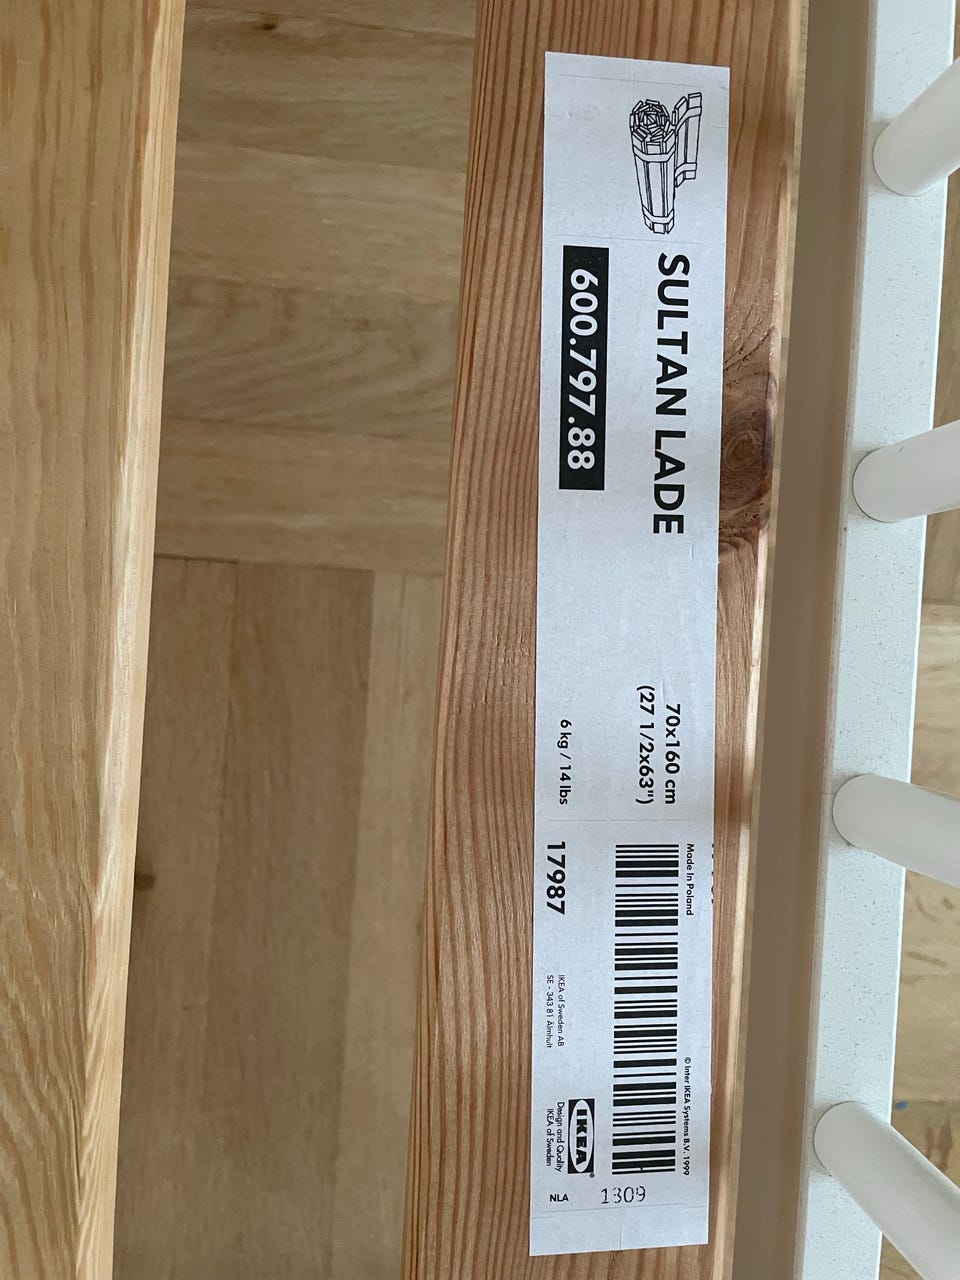 SULTAN LADE
600.797.88
70x160 cm
(27 1/2x63")
6 kg / 14 lbs
Made In Poland
17987
IKEA of Sweden AB
SE - 343 81 Älmhult
© Inter IKEA Systems B.V. 1999
IKEA®
Design and Quality
IKEA of Sweden
1309
NLA